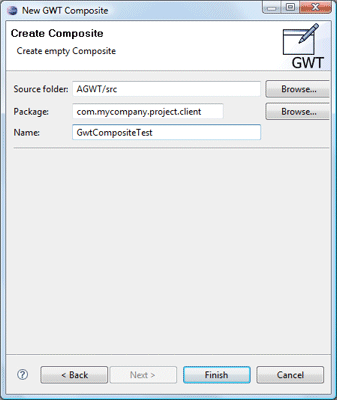 New GWT Composite
Create Composite
Create empty Composite
GWT
Source folder: AGWT/src Browse...
Package: com.mycompany.project.client Browse...
Name: GwtCompositeTest
? < Back Next > Finish Cancel